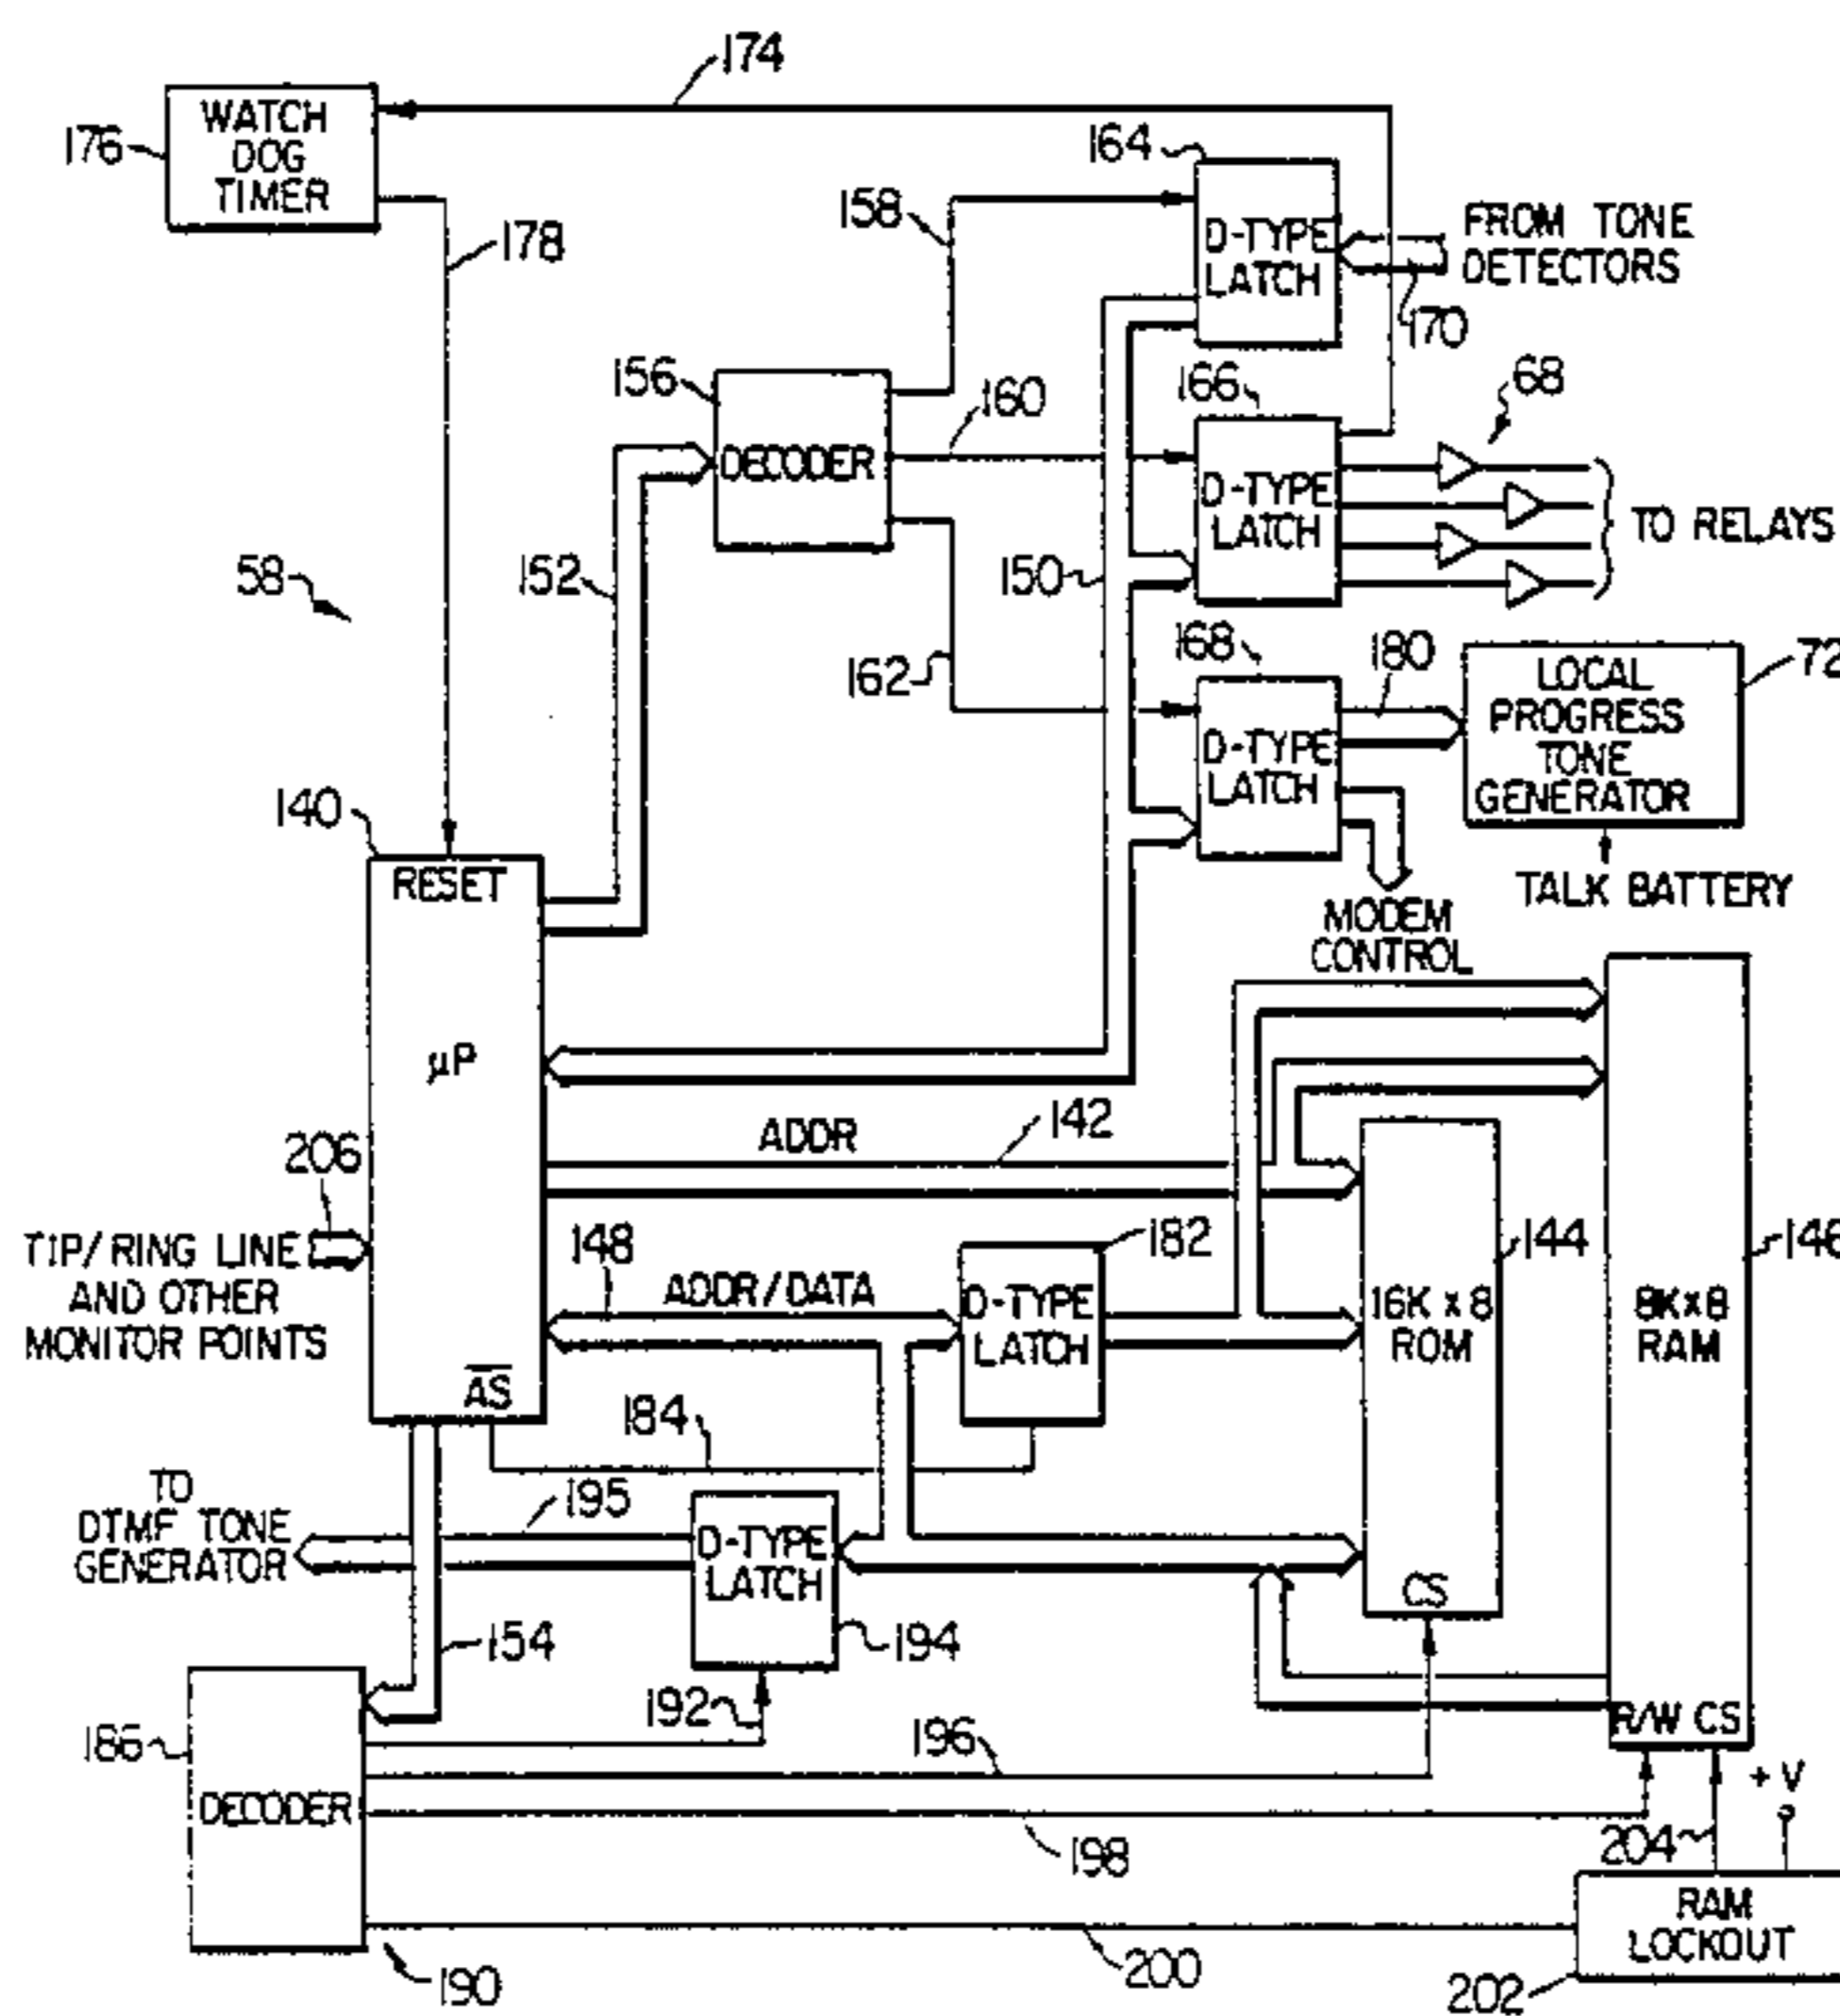 174
WATCH
DOG
TIMER
176
178
164
158
D-TYPE
LATCH
FROM TONE
DETECTORS
170
156
DECODER
160
166
68
D-TYPE
LATCH
TO RELAYS
58
152
150
162
168
180
D-TYPE
LATCH
LOCAL
PROGRESS
TONE
GENERATOR
72
TALK BATTERY
MODEM
CONTROL
140
RESET
µP
AS
206
TIP/RING LINE
AND OTHER
MONITOR POINTS
ADDR
142
148
ADDR/DATA
182
D-TYPE
LATCH
144
16K x 8
ROM
CS
146
8K x 8
RAM
R/W CS
184
195
TO
DTMF TONE
GENERATOR
D-TYPE
LATCH
194
154
192
186
DECODER
196
198
204
+ V
200
190
RAM
LOCKOUT
202